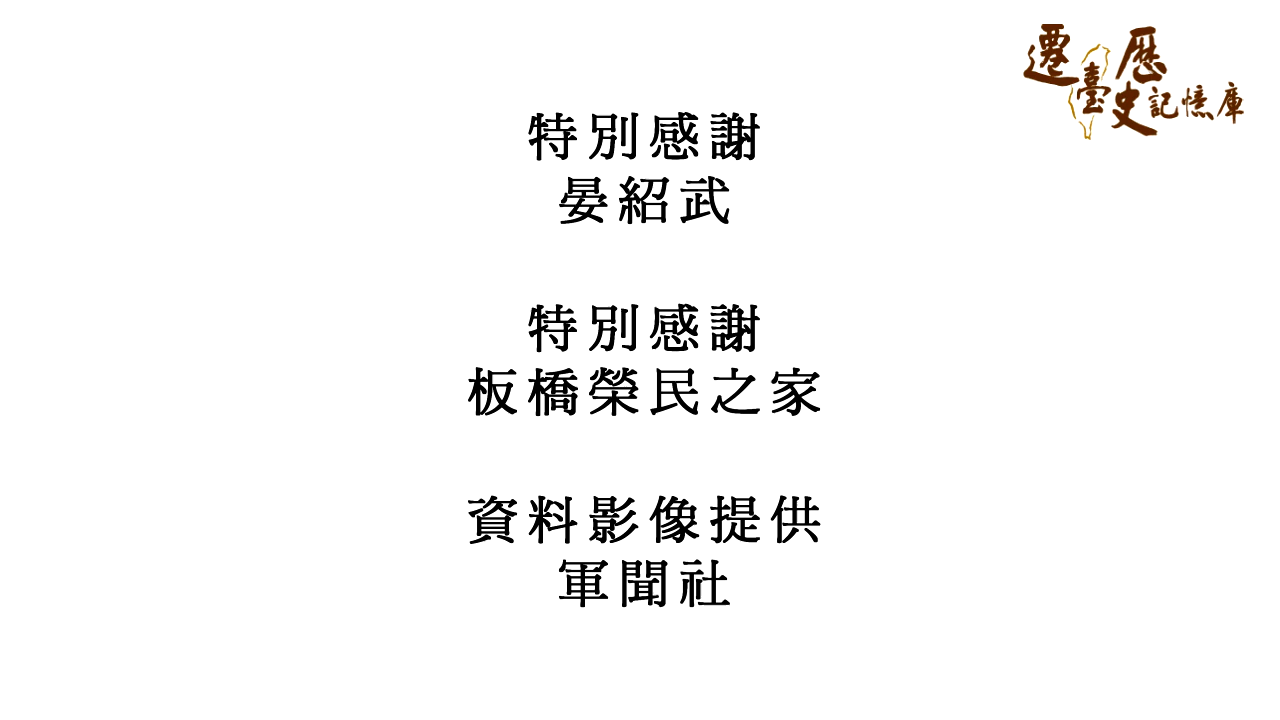 遷臺歷史記憶庫
特別感謝
晏紹武
特別感謝
板橋榮民之家
資料影像提供
軍聞社